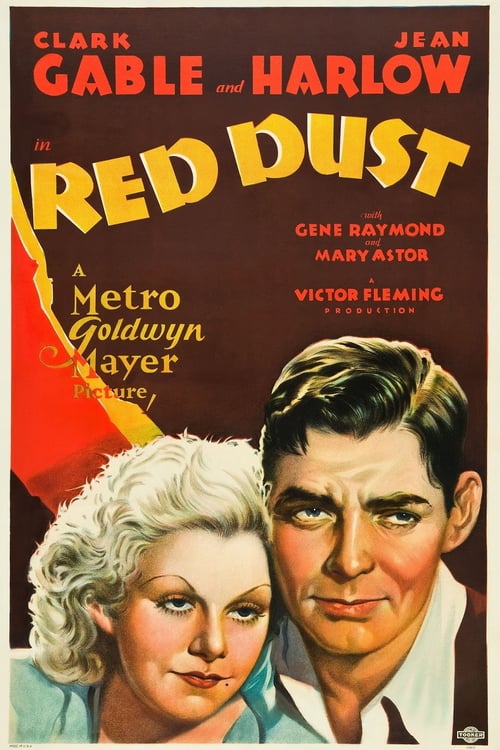 CLARK JEAN
GABLE and HARLOW
in
RED DUST
with
GENE RAYMOND
and
MARY ASTOR
A
VICTOR FLEMING
PRODUCTION
A
Metro
Goldwyn
Mayer
Picture
TOOKER